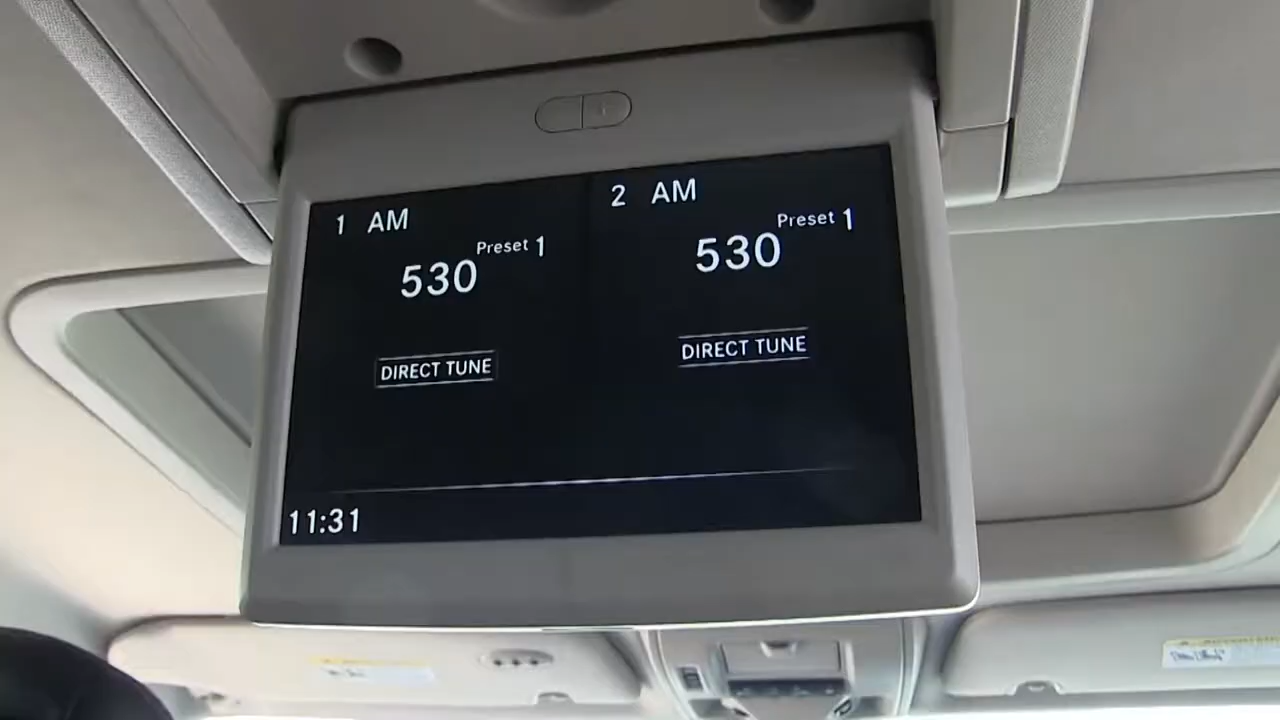 1 AM
Preset 1
530
DIRECT TUNE
2 AM
Preset 1
530
DIRECT TUNE
11:31